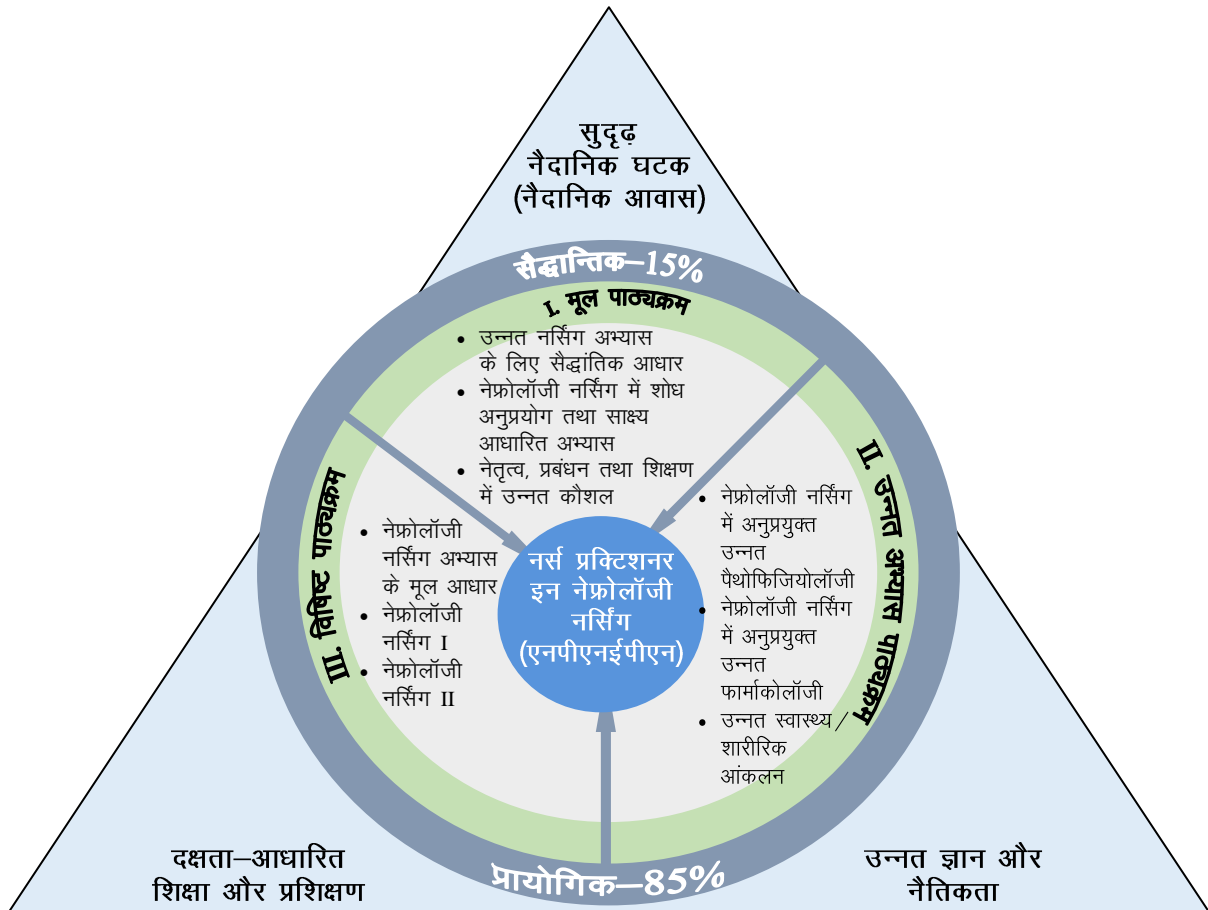 सुदृढ़
नैदानिक घटक
(नैदानिक आवास)
सैद्धान्तिक–15%
I. मूल पाठ्यक्रम
• उन्नत नर्सिंग अभ्यास
के लिए सैद्धांतिक आधार
• नेफ्रोलॉजी नर्सिंग में शोध
अनुप्रयोग तथा साक्ष्य
आधारित अभ्यास
• नेतृत्व, प्रबंधन तथा शिक्षण
में उन्नत कौशल
II. उन्नत अभ्यास पाठ्यक्रम
• नेफ्रोलॉजी नर्सिंग
में अनुप्रयुक्त
उन्नत
पैथोफिजियोलॉजी
• नेफ्रोलॉजी नर्सिंग
में अनुप्रयुक्त
उन्नत
फार्माकोलॉजी
• उन्नत स्वास्थ्य/
शारीरिक
आंकलन
III. विषिष्ट पाठ्यक्रम
• नेफ्रोलॉजी
नर्सिंग अभ्यास
के मूल आधार
• नेफ्रोलॉजी
नर्सिंग I
• नेफ्रोलॉजी
नर्सिंग II
नर्स प्रक्टिशनर
इन नेफ्रोलॉजी
नर्सिंग
(एनपीएनईपीएन)
प्रायोगिक–85%
दक्षता–आधारित
शिक्षा और प्रशिक्षण
उन्नत ज्ञान और
नैतिकता